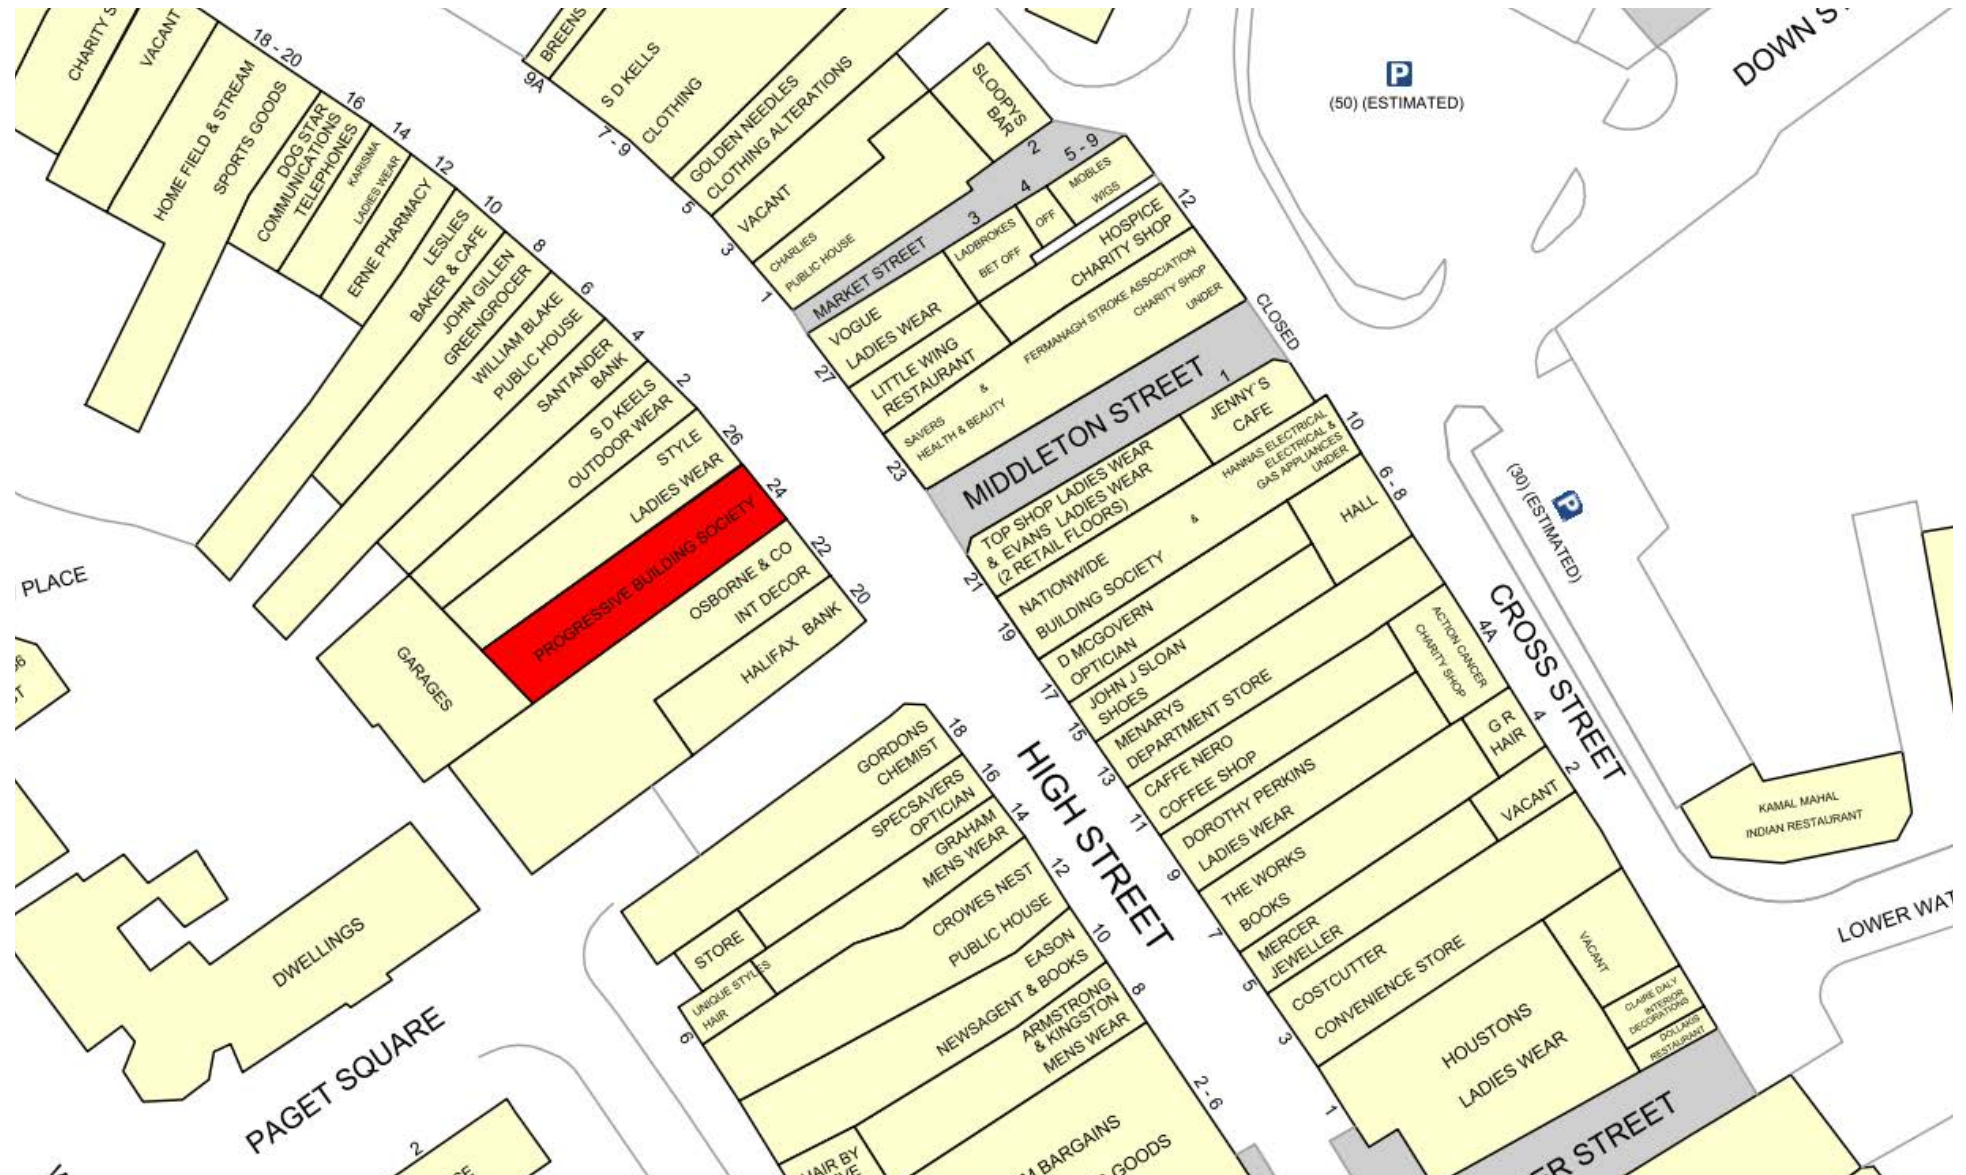 CHARITY S
VACANT
18 - 20
HOME FIELD & STREAM
SPORTS GOODS
16
DOG STAR
COMMUNICATIONS
TELEPHONES
14
KARISMA
LADIES WEAR
12
ERNE PHARMACY
10
LESLIES
BAKER & CAFE
8
JOHN GILLEN
GREENGROCER
6
WILLIAM BLAKE
PUBLIC HOUSE
4
SANTANDER
BANK
2
S D KEELS
OUTDOOR WEAR
26
STYLE
LADIES WEAR
24
PROGRESSIVE BUILDING SOCIETY
22
OSBORNE & CO
INT DECOR
20
HALIFAX BANK
GARAGES
PLACE
DWELLINGS
PAGET SQUARE
2
9A
BREENS
7 - 9
S D KELLS
CLOTHING
5
GOLDEN NEEDLES
CLOTHING ALTERATIONS
3
VACANT
1
CHARLIES
PUBLIC HOUSE
SLOOPYS
BAR
2
5 - 9
4
3
MARKET STREET
MOBLES
WIGS
OFF
LADBROKES
BET OFF
12
HOSPICE
CHARITY SHOP
VOGUE
LADIES WEAR
27
LITTLE WING
RESTAURANT
FERMANAGH STROKE ASSOCIATION
CHARITY SHOP
UNDER
&
SAVERS
HEALTH & BEAUTY
23
CLOSED
MIDDLETON STREET
1
JENNY'S
CAFE
TOP SHOP LADIES WEAR
& EVANS LADIES WEAR
(2 RETAIL FLOORS)
21
10
HANNAS ELECTRICAL
ELECTRICAL &
GAS APPLIANCES
UNDER
&
NATIONWIDE
BUILDING SOCIETY
19
6 - 8
HALL
D MCGOVERN
OPTICIAN
17
JOHN J SLOAN
SHOES
15
MENARYS
DEPARTMENT STORE
13
4A
ACTION CANCER
CHARITY SHOP
CAFFE NERO
COFFEE SHOP
11
DOROTHY PERKINS
LADIES WEAR
9
4
G R
HAIR
THE WORKS
BOOKS
7
2
VACANT
MERCER
JEWELLER
5
COSTCUTTER
CONVENIENCE STORE
3
HOUSTONS
LADIES WEAR
1
VACANT
CLAIRE DALY
INTERIOR
DECORATIONS
DOLLAKIS
RESTAURANT
ER STREET
HIGH STREET
CROSS STREET
18
GORDONS
CHEMIST
16
SPECSAVERS
OPTICIAN
14
GRAHAM
MENS WEAR
12
CROWES NEST
PUBLIC HOUSE
10
EASON
NEWSAGENT & BOOKS
8
ARMSTRONG
& KINGSTON
MENS WEAR
2 - 6
M BARGAINS
GOODS
STORE
UNIQUE STYLES
HAIR
6
HAIR BY
P
(50) (ESTIMATED)
P
(30) (ESTIMATED)
DOWN ST
KAMAL MAHAL
INDIAN RESTAURANT
LOWER WAT